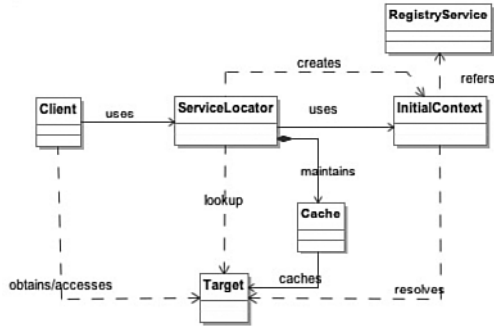 RegistryService
creates
refers
Client
ServiceLocator
InitialContext
uses
uses
maintains
lookup
Cache
obtains/accesses
Target
caches
resolves